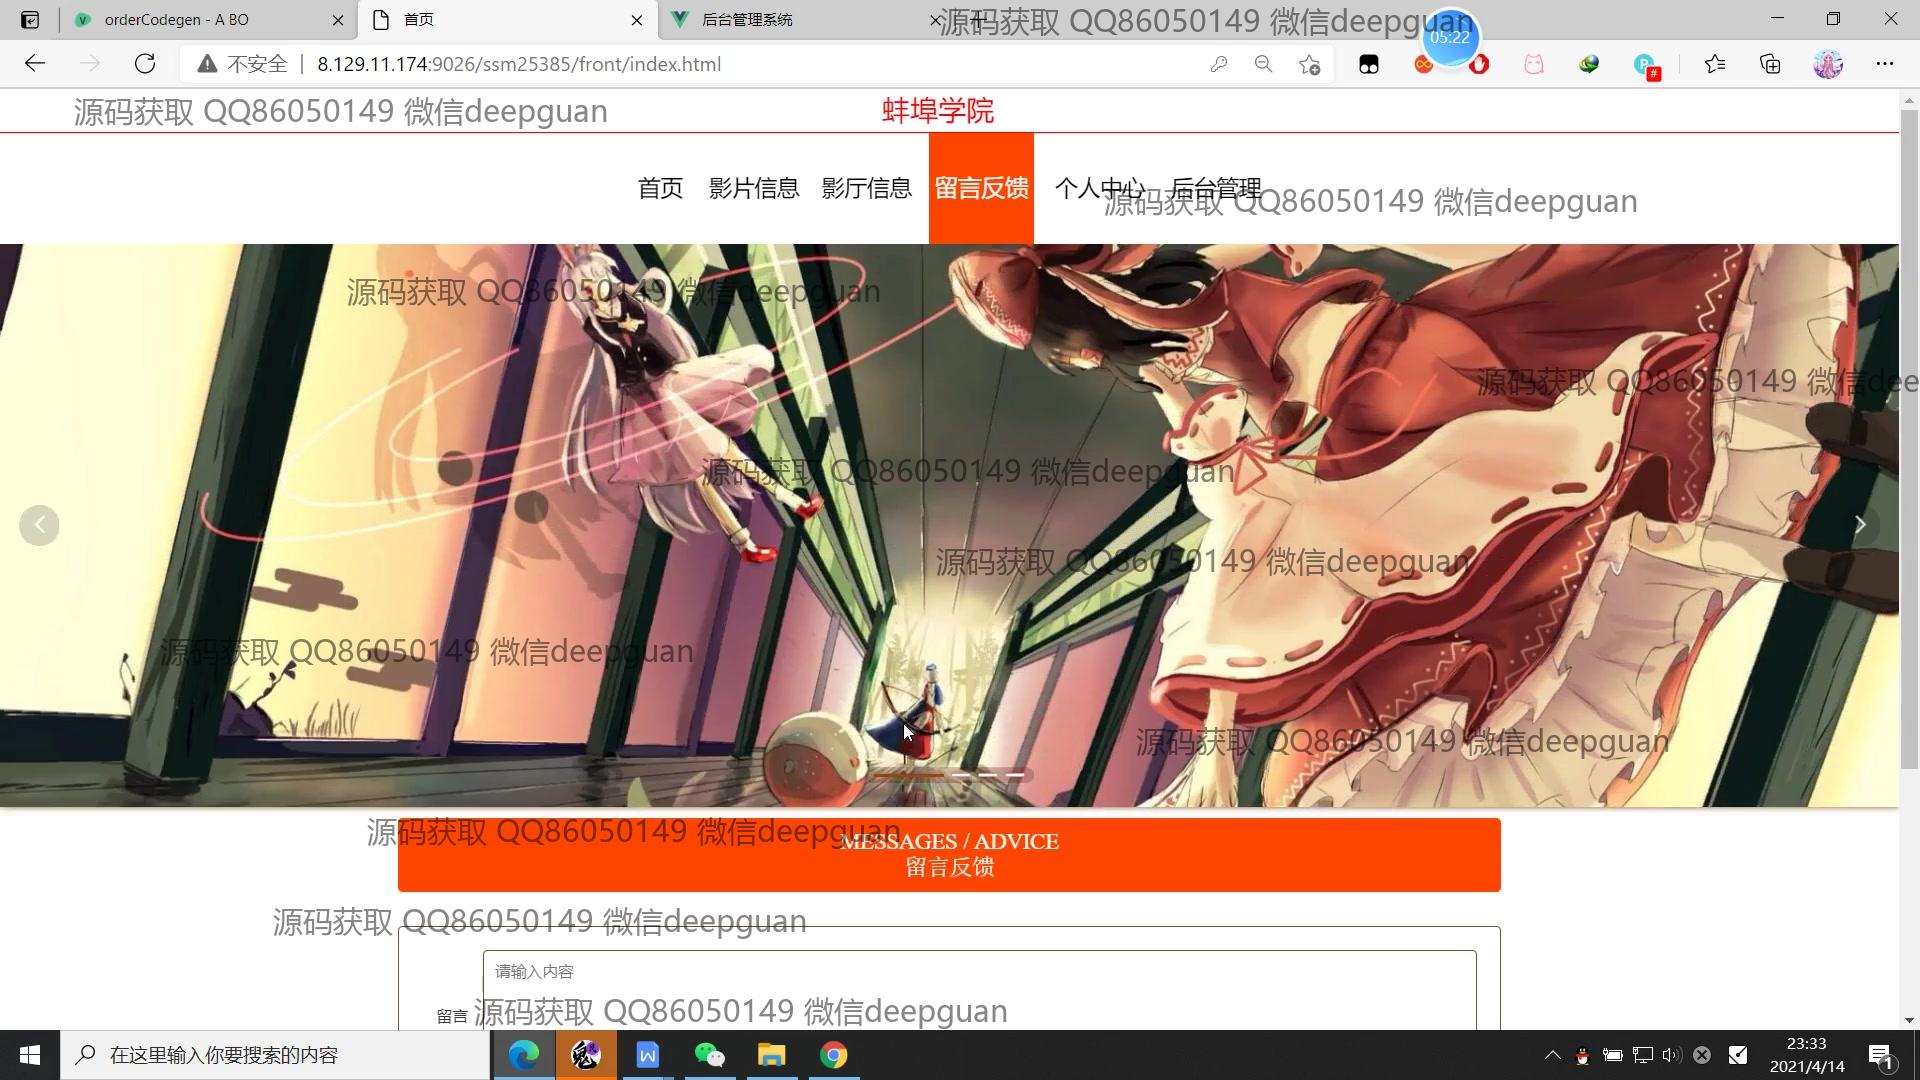 orderCodegen - A BO
首页
后台管理系统
源码获取 QQ86050149 微信deepguan
05:22
不安全
8.129.11.174:9026/ssm25385/front/index.html
源码获取 QQ86050149 微信deepguan
蚌埠学院
首页 影片信息 影厅信息 留言反馈 个人中心 后台管理
源码获取 QQ86050149 微信deepguan
源码获取 QQ86050149 微信deepguan
源码获取 QQ86050149 微信dee
源码获取 QQ86050149 微信deepguan
源码获取 QQ86050149 微信deepguan
源码获取 QQ86050149 微信deepguan
源码获取 QQ86050149 微信deepguan
源码获取 QQ86050149 微信deepguan
MESSAGES / ADVICE
留言反馈
源码获取 QQ86050149 微信deepguan
请输入内容
留言
源码获取 QQ86050149 微信deepguan
在这里输入你要搜索的内容
23:33
2021/4/14
1